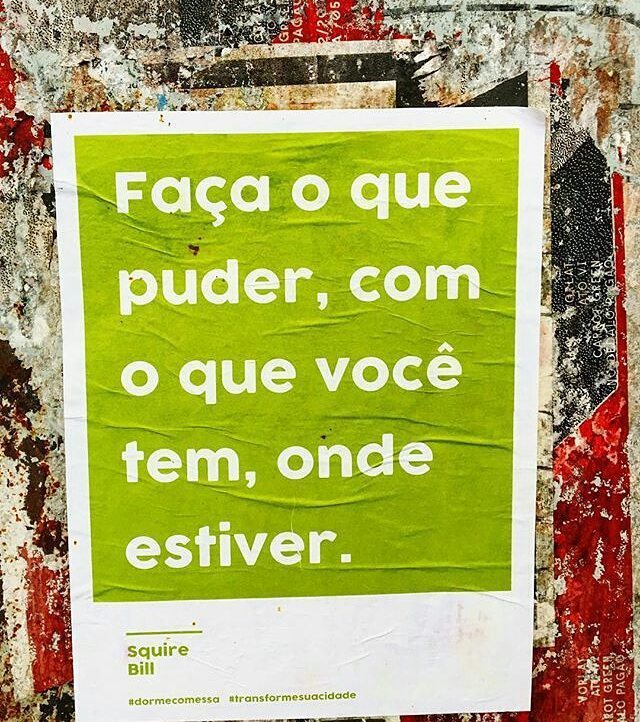 Faça o que
puder, com
o que você
tem, onde
estiver.
Squire
Bill
#dormecomessa #transformesuacidade